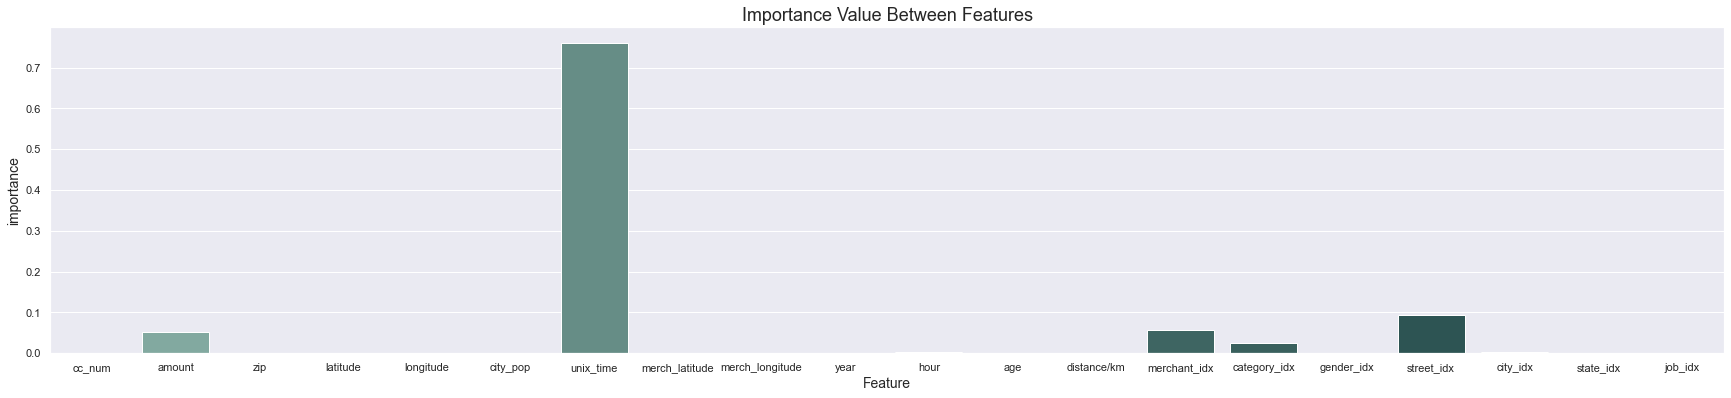 Importance Value Between Features
importance
0.7
0.6
0.5
0.4
0.3
0.2
0.1
0.0
cc_num amount zip latitude longitude city_pop unix_time merch_latitude merch_longitude year hour age distance/km merchant_idx category_idx gender_idx street_idx city_idx state_idx job_idx
Feature